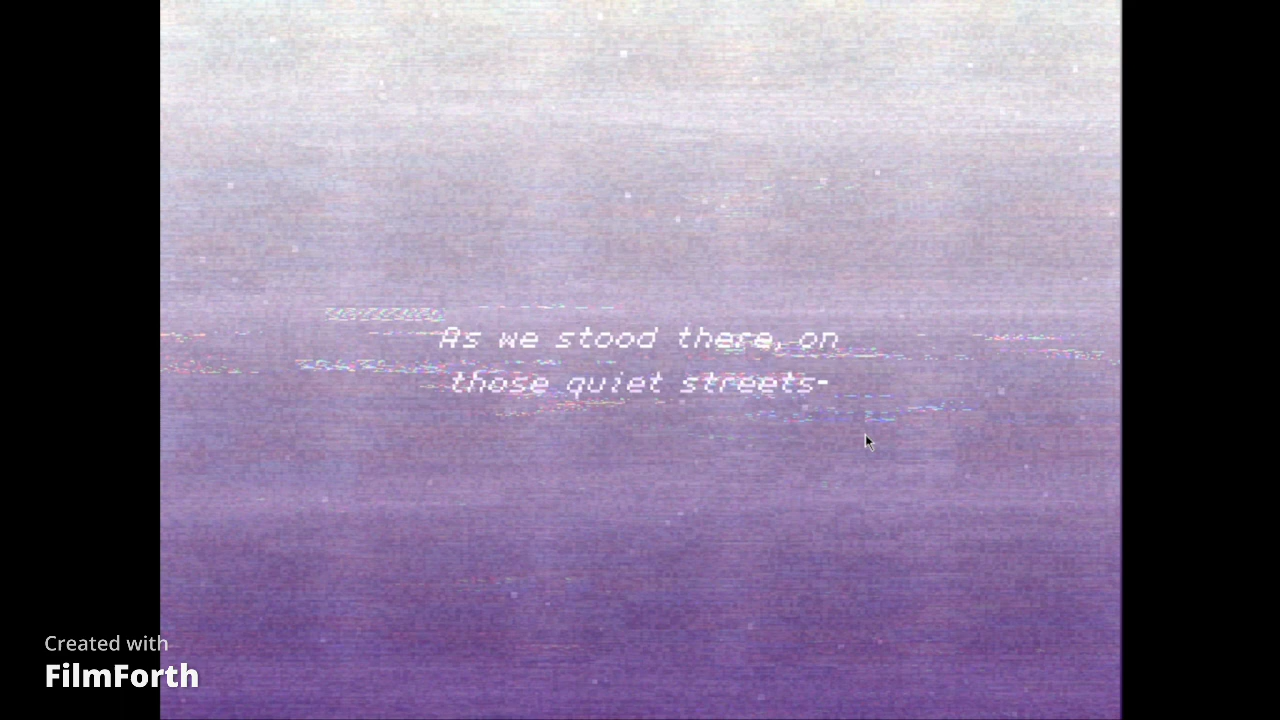 As we stood there, on
those quiet streets-
Created with
FilmForth